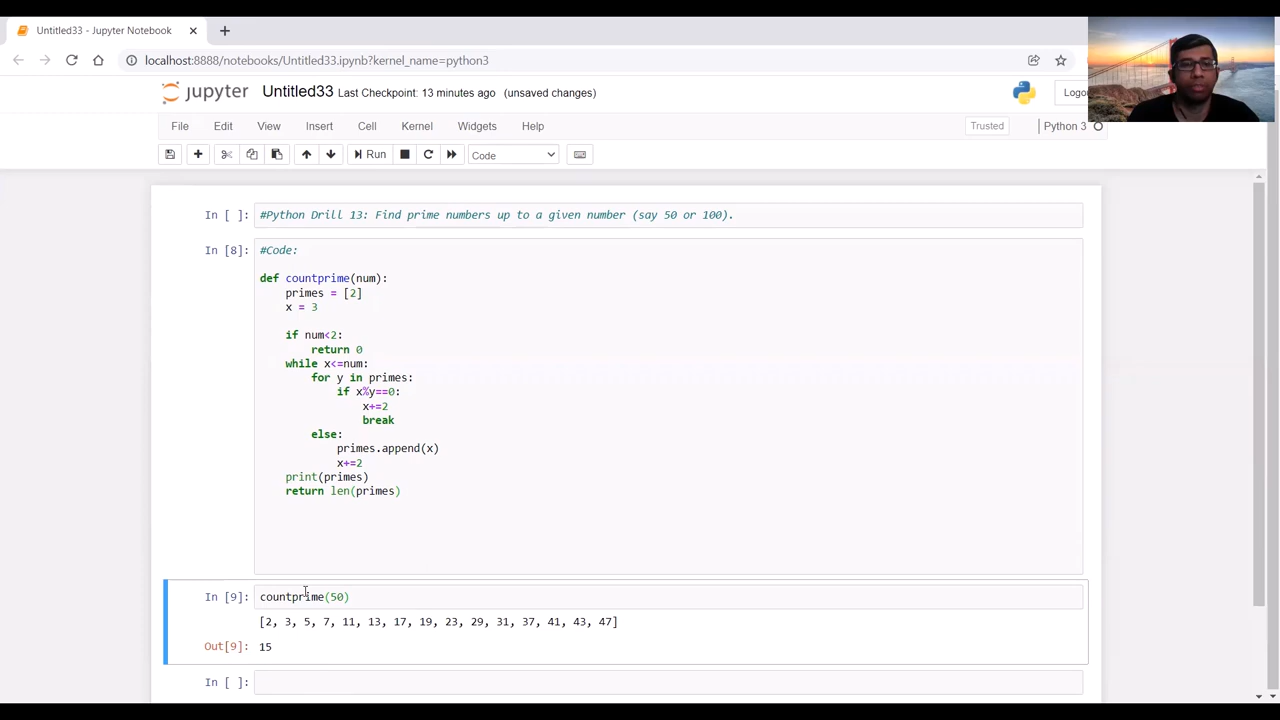 Untitled33 - Jupyter Notebook
localhost:8888/notebooks/Untitled33.ipynb?kernel_name=python3
jupyter Untitled33 Last Checkpoint: 13 minutes ago (unsaved changes)
Logo
File Edit View Insert Cell Kernel Widgets Help
Trusted
Python 3
Run
Code
In [ ]: #Python Drill 13: Find prime numbers up to a given number (say 50 or 100).
In [8]: #Code:
def countprime(num):
    primes = [2]
    x = 3
    if num<2:
        return 0
    while x<=num:
        for y in primes:
            if x%y==0:
                x+=2
                break
        else:
            primes.append(x)
            x+=2
    print(primes)
    return len(primes)
In [9]: countprime(50)
[2, 3, 5, 7, 11, 13, 17, 19, 23, 29, 31, 37, 41, 43, 47]
Out[9]: 15
In [ ]: